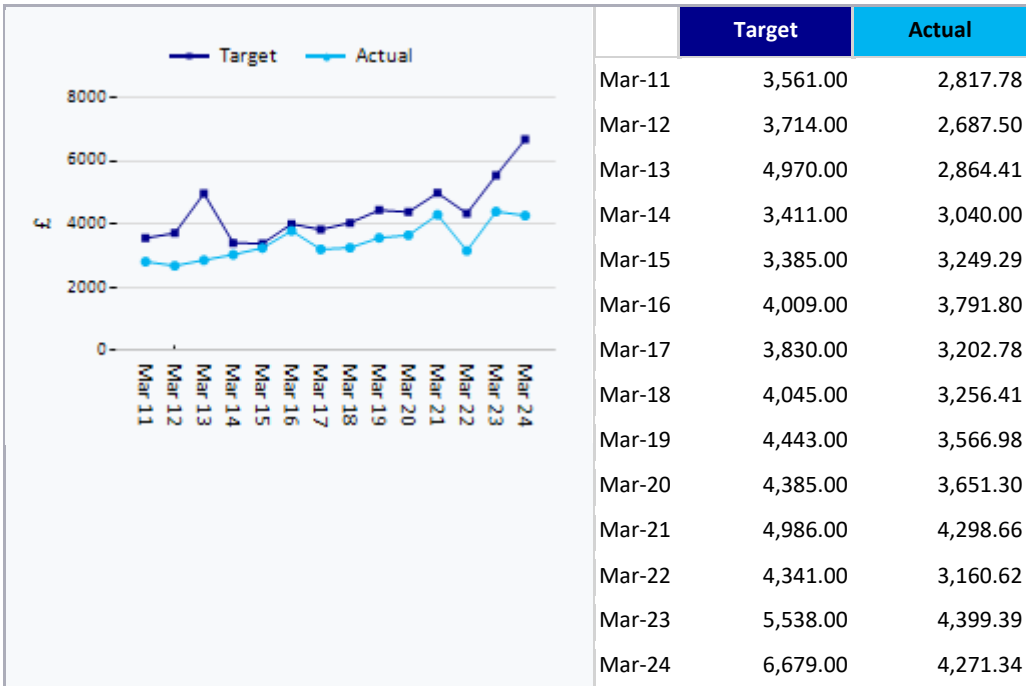 Target Actual
8000
6000
£
4000
2000
0
Mar 11 Mar 12 Mar 13 Mar 14 Mar 15 Mar 16 Mar 17 Mar 18 Mar 19 Mar 20 Mar 21 Mar 22 Mar 23 Mar 24
Target Actual
Mar-11 3,561.00 2,817.78
Mar-12 3,714.00 2,687.50
Mar-13 4,970.00 2,864.41
Mar-14 3,411.00 3,040.00
Mar-15 3,385.00 3,249.29
Mar-16 4,009.00 3,791.80
Mar-17 3,830.00 3,202.78
Mar-18 4,045.00 3,256.41
Mar-19 4,443.00 3,566.98
Mar-20 4,385.00 3,651.30
Mar-21 4,986.00 4,298.66
Mar-22 4,341.00 3,160.62
Mar-23 5,538.00 4,399.39
Mar-24 6,679.00 4,271.34